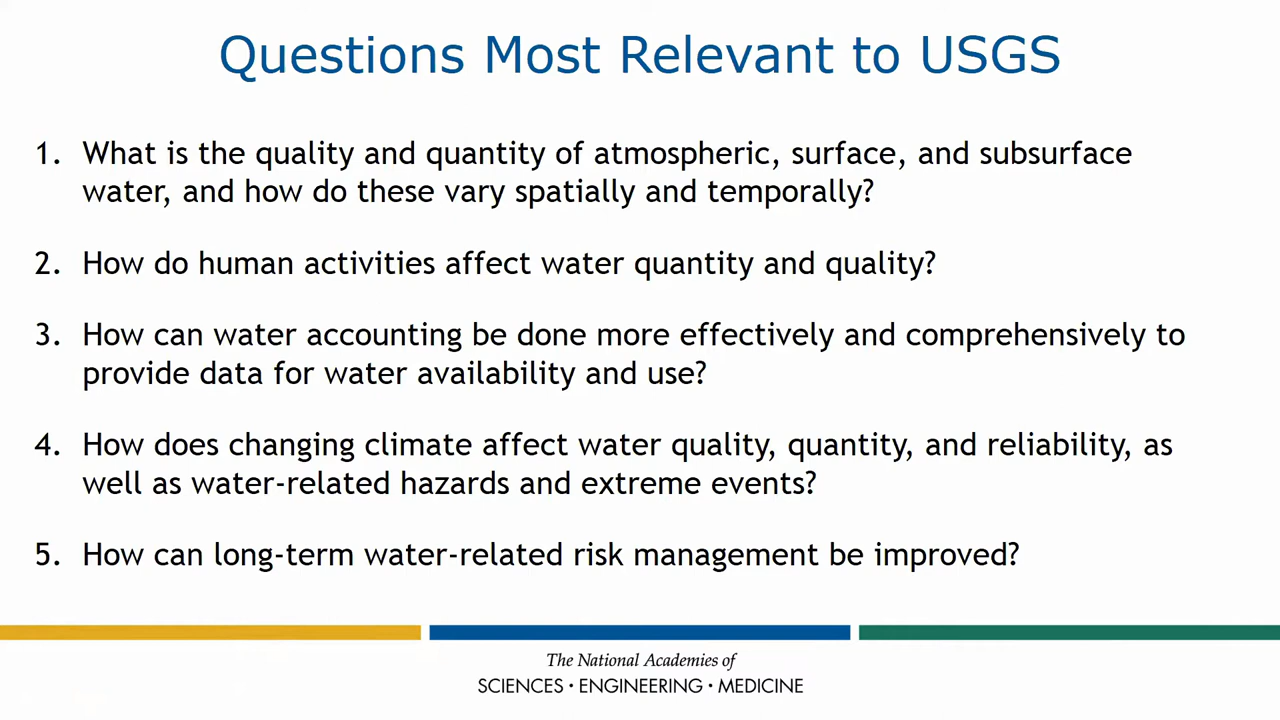 Questions Most Relevant to USGS
1. What is the quality and quantity of atmospheric, surface, and subsurface
water, and how do these vary spatially and temporally?
2. How do human activities affect water quantity and quality?
3. How can water accounting be done more effectively and comprehensively to
provide data for water availability and use?
4. How does changing climate affect water quality, quantity, and reliability, as
well as water-related hazards and extreme events?
5. How can long-term water-related risk management be improved?
The National Academies of
SCIENCES · ENGINEERING · MEDICINE